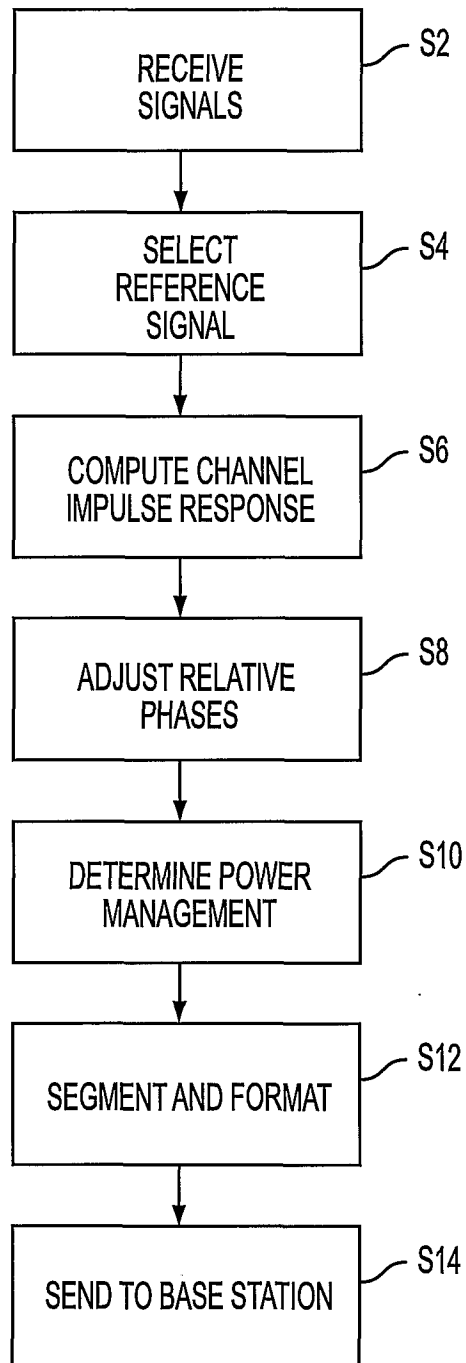 RECEIVE
SIGNALS
S2
SELECT
REFERENCE
SIGNAL
S4
COMPUTE CHANNEL
IMPULSE RESPONSE
S6
ADJUST RELATIVE
PHASES
S8
DETERMINE POWER
MANAGEMENT
S10
SEGMENT AND FORMAT
S12
SEND TO BASE STATION
S14